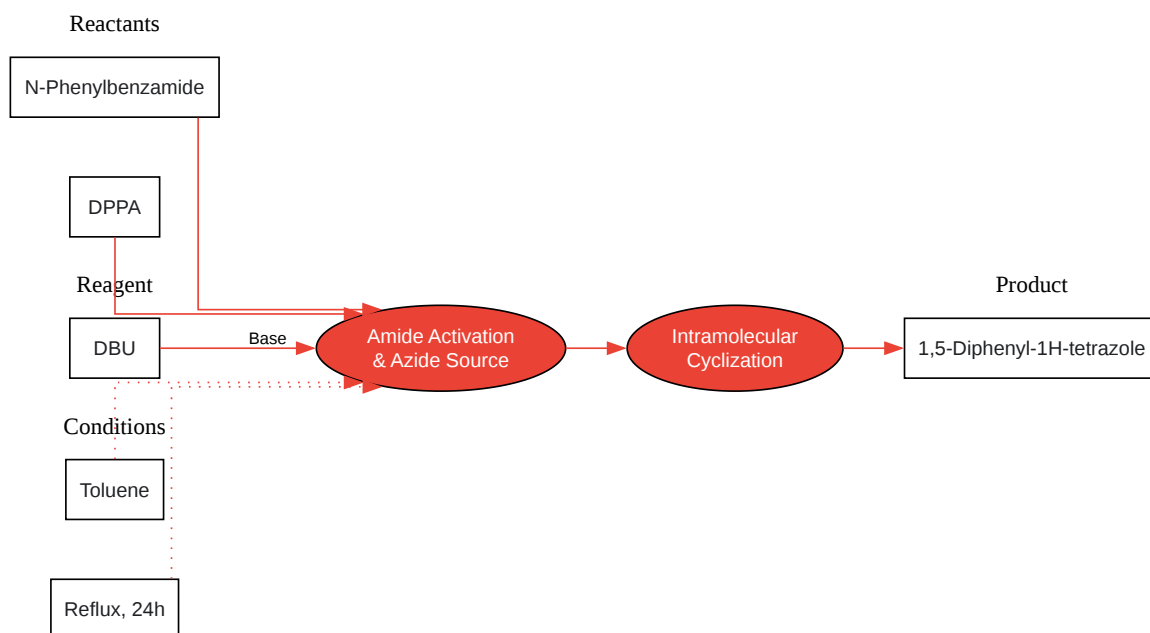 Reactants
N-Phenylbenzamide
DPPA
Reagent
DBU
Base
Amide Activation
& Azide Source
Intramolecular
Cyclization
Product
1,5-Diphenyl-1H-tetrazole
Conditions
Toluene
Reflux, 24h